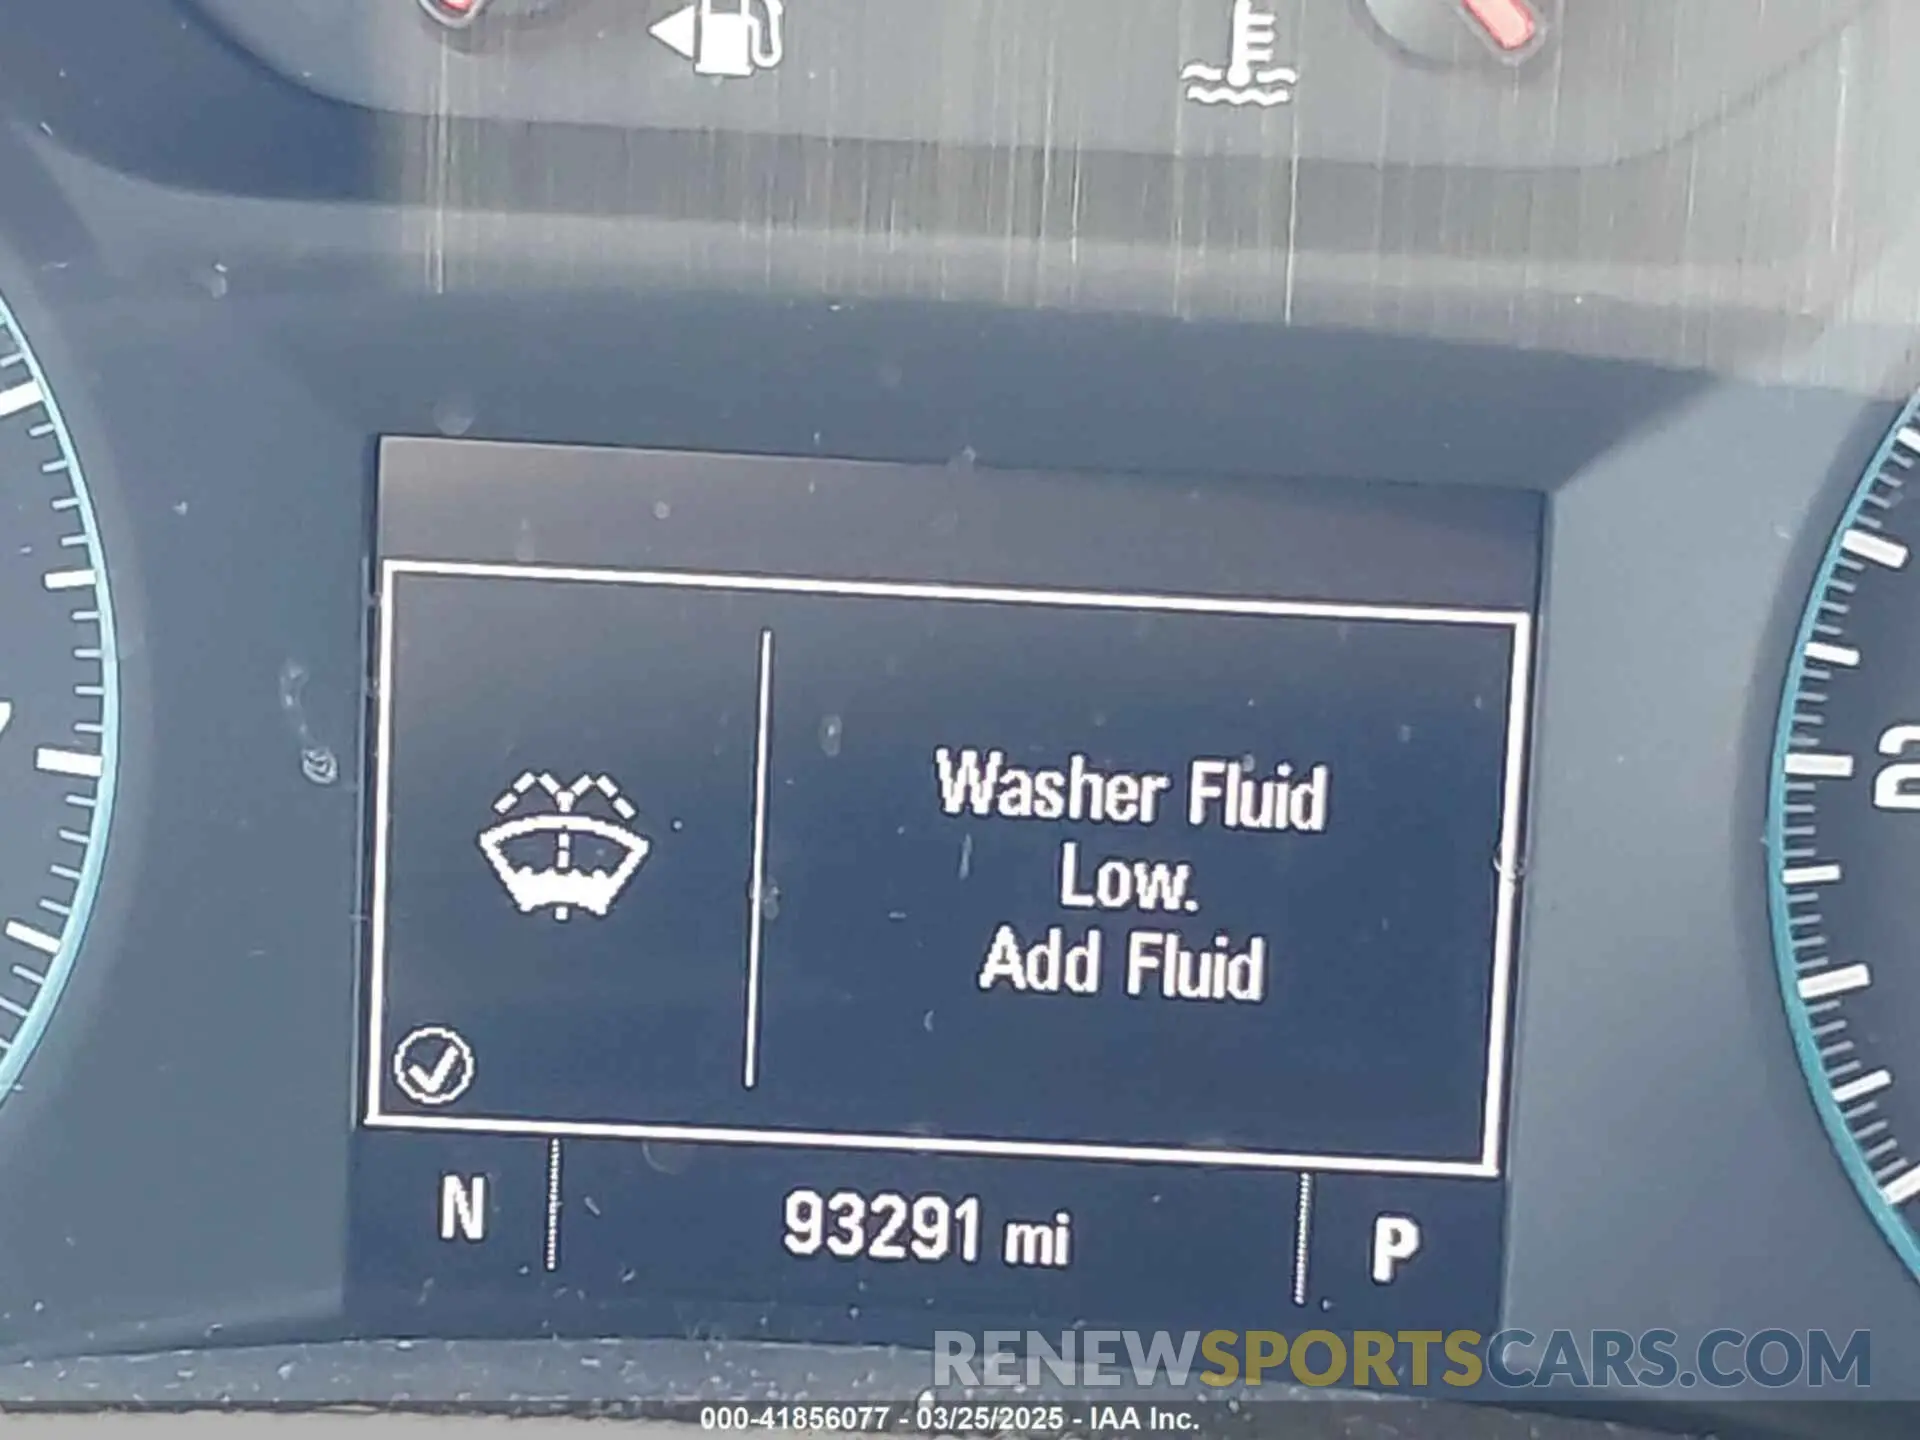 Washer Fluid
Low.
Add Fluid
N 93291 mi P
RENEWSPORTSCARS.COM
000-41856077 - 03/25/2025 - IAA Inc.